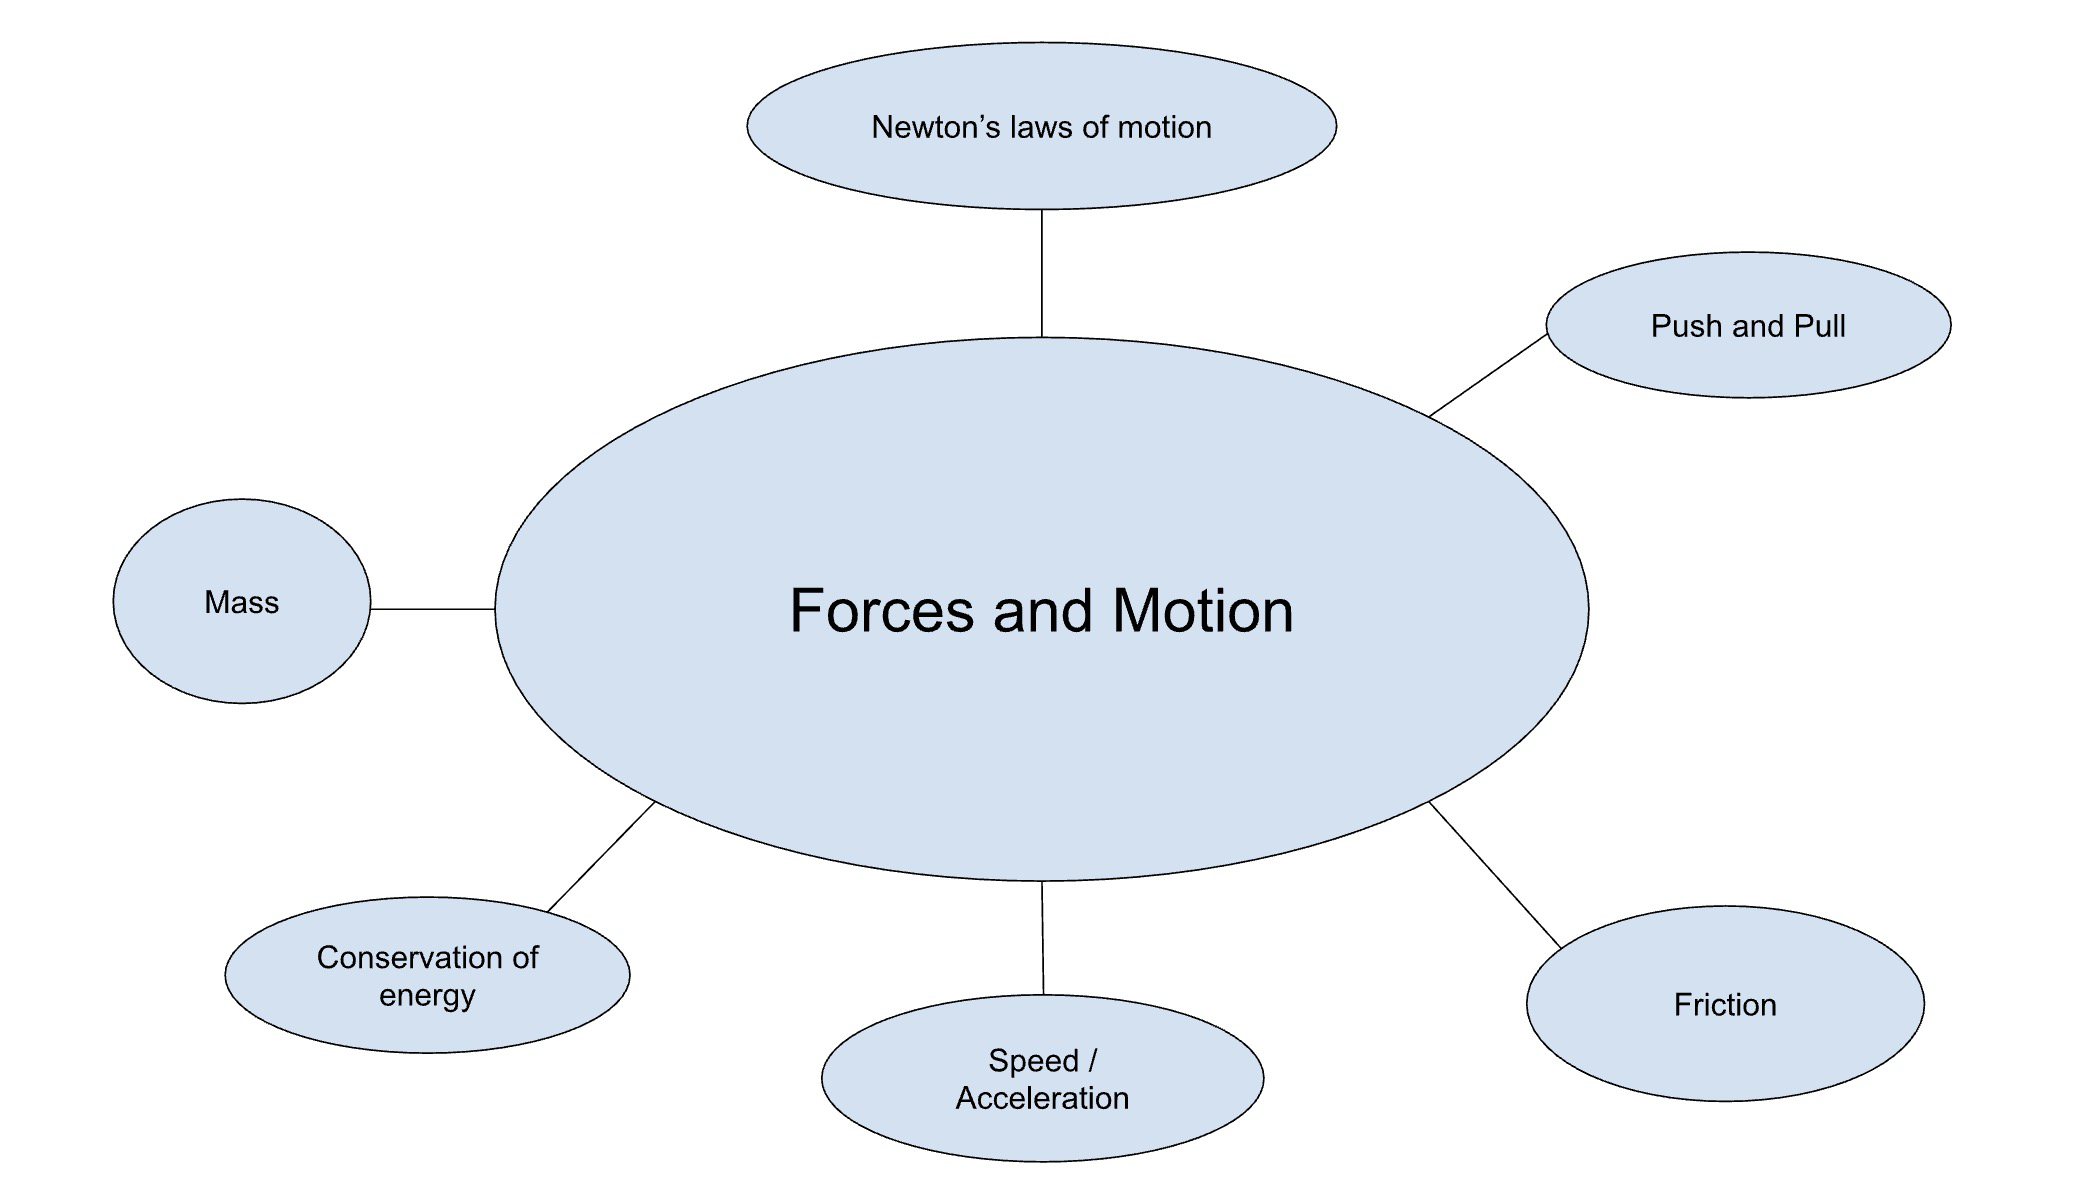 Newton’s laws of motion
Push and Pull
Mass
Forces and Motion
Conservation of
energy
Speed /
Acceleration
Friction